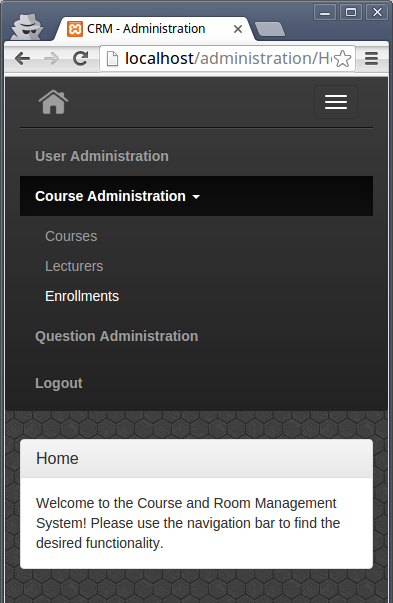 CRM - Administration
localhost/administration/H
User Administration
Course Administration
Courses
Lecturers
Enrollments
Question Administration
Logout
Home
Welcome to the Course and Room Management
System! Please use the navigation bar to find the
desired functionality.